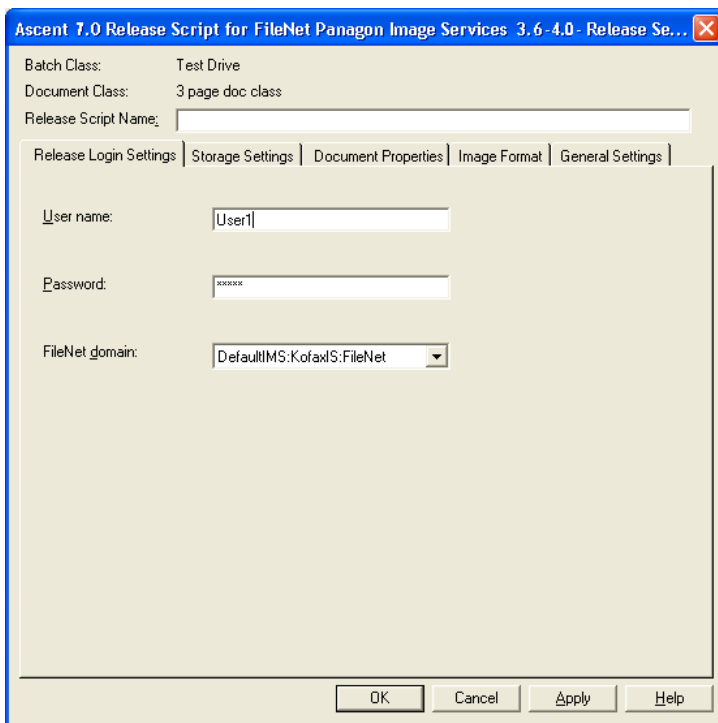 Ascent 7.0 Release Script for FileNet Panagon Image Services 3.6-4.0- Release Se...
Batch Class: Test Drive
Document Class: 3 page doc class
Release Script Name:
Release Login Settings Storage Settings Document Properties Image Format General Settings
User name: User1
Password: xxxxx
FileNet domain: DefaultIMS:KofaxIS:FileNet
OK Cancel Apply Help